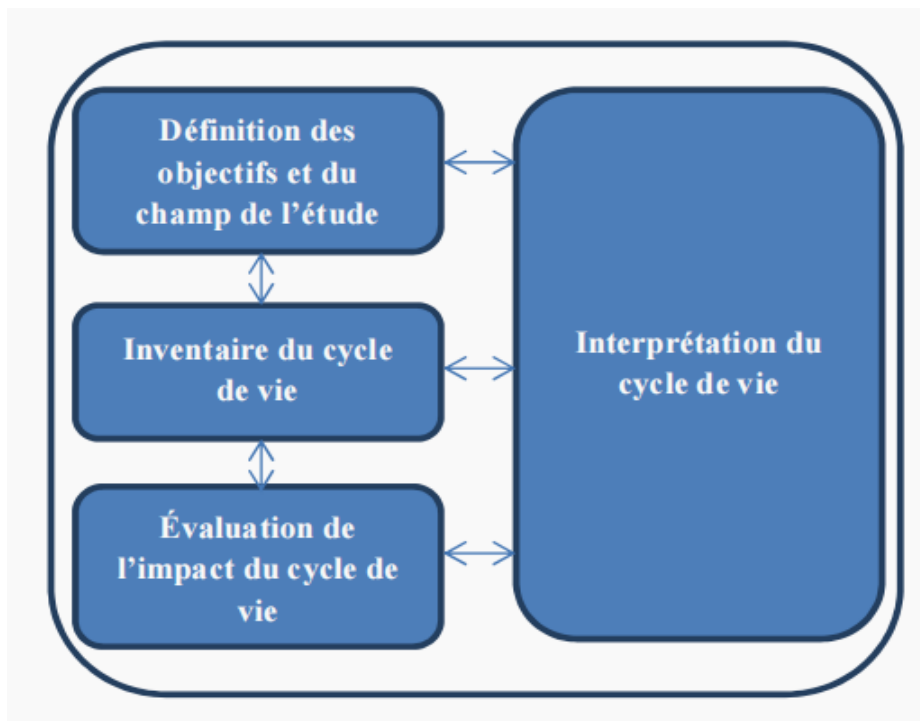 Définition des
objectifs et du
champ de l’étude
Inventaire du cycle
de vie
Évaluation de
l’impact du cycle de
vie
Interprétation du
cycle de vie